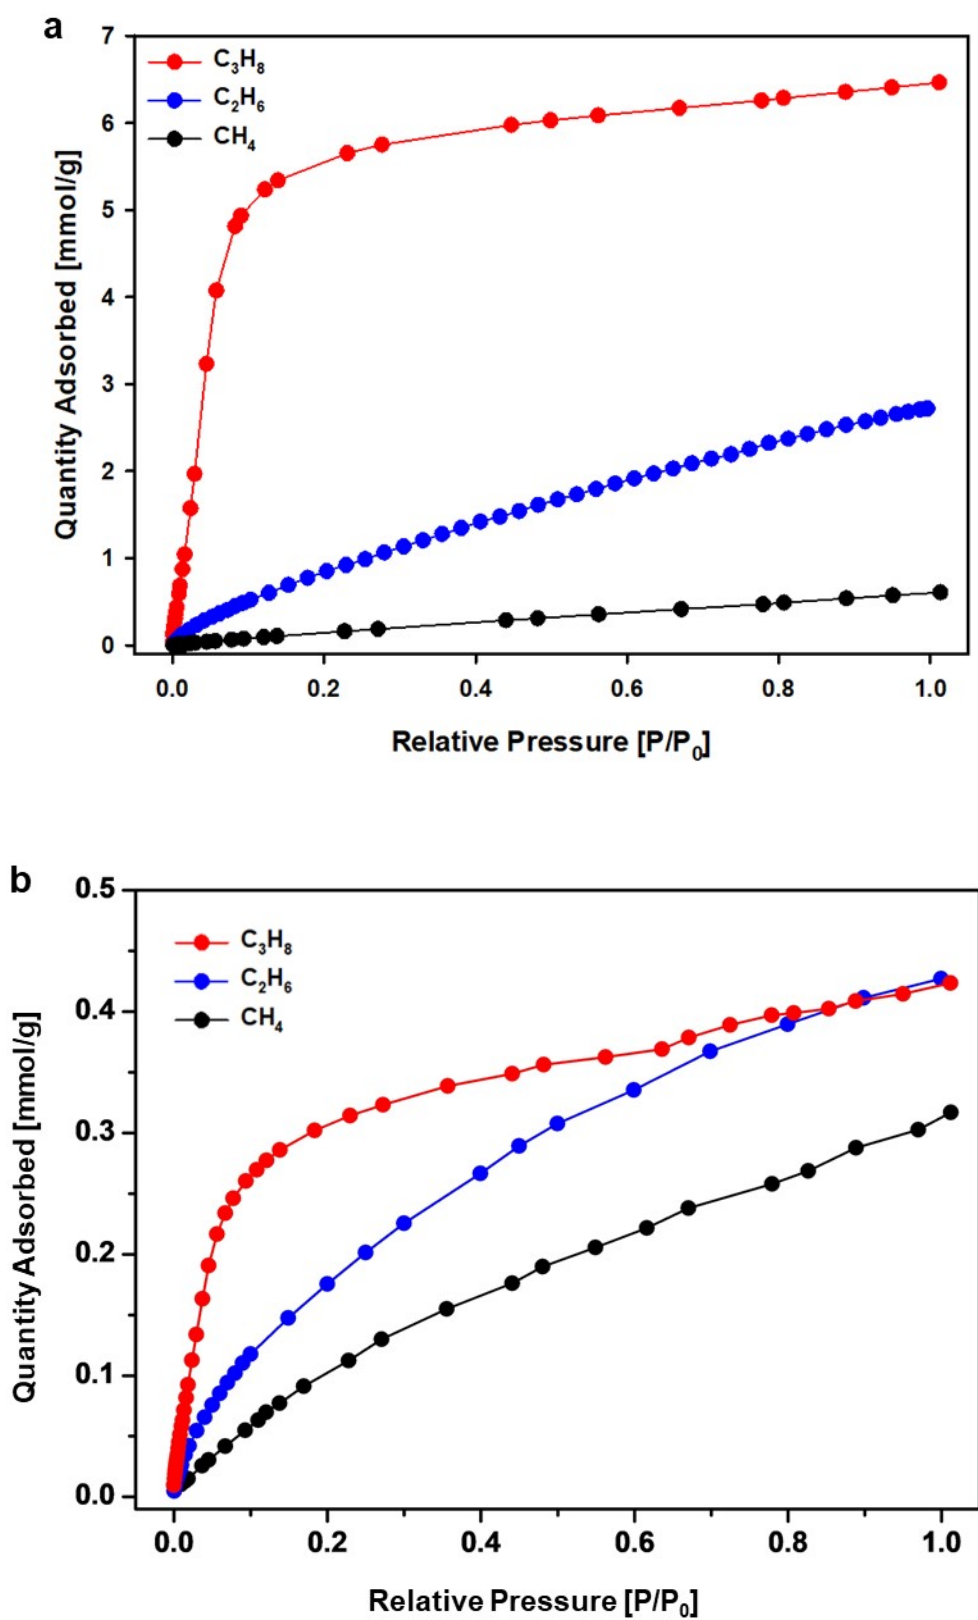 a
7
6
5
4
3
2
1
0
Quantity Adsorbed [mmol/g]
C₃H₈
C₂H₆
CH₄
0.0 0.2 0.4 0.6 0.8 1.0
Relative Pressure [P/P₀]
b
0.5
0.4
0.3
0.2
0.1
0.0
Quantity Adsorbed [mmol/g]
C₃H₈
C₂H₆
CH₄
0.0 0.2 0.4 0.6 0.8 1.0
Relative Pressure [P/P₀]